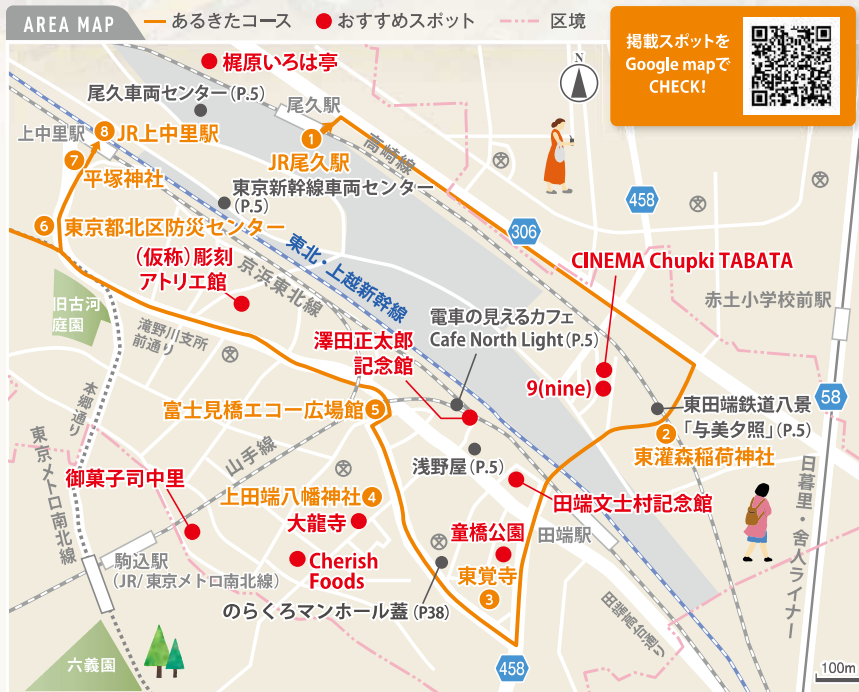 AREA MAP
あるきたコース
おすすめスポット
区境
掲載スポットを
Google mapで
CHECK!
N
梶原いろは亭
尾久車両センター(P.5)
尾久駅
上中里駅
8 JR上中里駅
1
JR尾久駅
高崎線
7
平塚神社
東京新幹線車両センター
(P.5)
458
6 東京都北区防災センター
306
(仮称)彫刻
アトリエ館
京浜東北線
東北・上越新幹線
CINEMA Chupki TABATA
旧古河
庭園
滝野川支所
前通り
電車の見えるカフェ
Cafe North Light(P.5)
赤土小学校前駅
澤田正太郎
記念館
9(nine)
本郷通り
富士見橋エコー広場館 5
東田端鉄道八景
「与美夕照」(P.5)
58
2
東灌森稲荷神社
東京メトロ南北線
山手線
浅野屋(P.5)
御菓子司中里
上田端八幡神社 4
田端文士村記念館
日暮里・舎人ライナー
大龍寺
童橋公園
田端駅
駒込駅
(JR/東京メトロ南北線)
Cherish
Foods
東覚寺
3
のらくろマンホール蓋(P38)
田端高台通り
六義園
458
100m